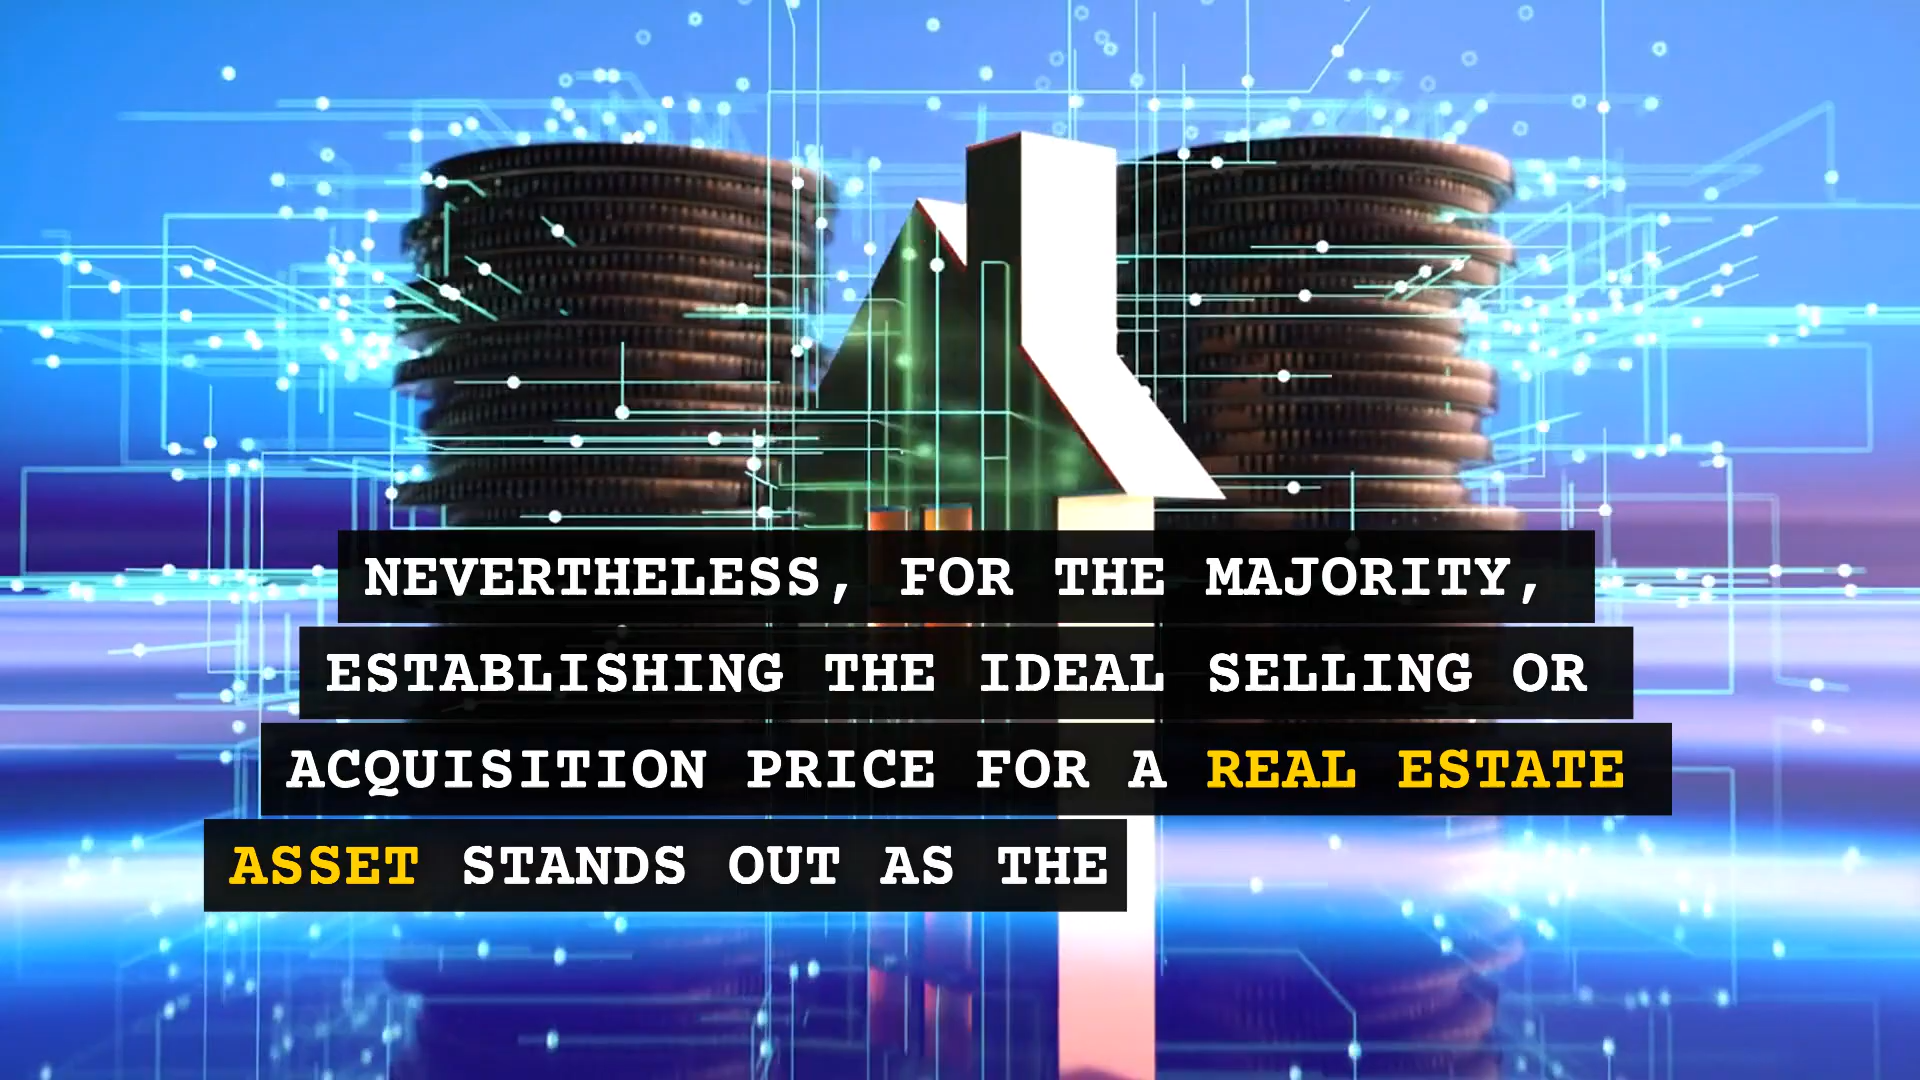 NEVERTHELESS, FOR THE MAJORITY,
ESTABLISHING THE IDEAL SELLING OR
ACQUISITION PRICE FOR A REAL ESTATE
ASSET STANDS OUT AS THE